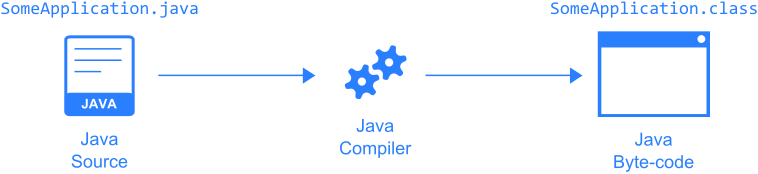 SomeApplication.java
SomeApplication.class
JAVA
Java
Source
Java
Compiler
Java
Byte-code